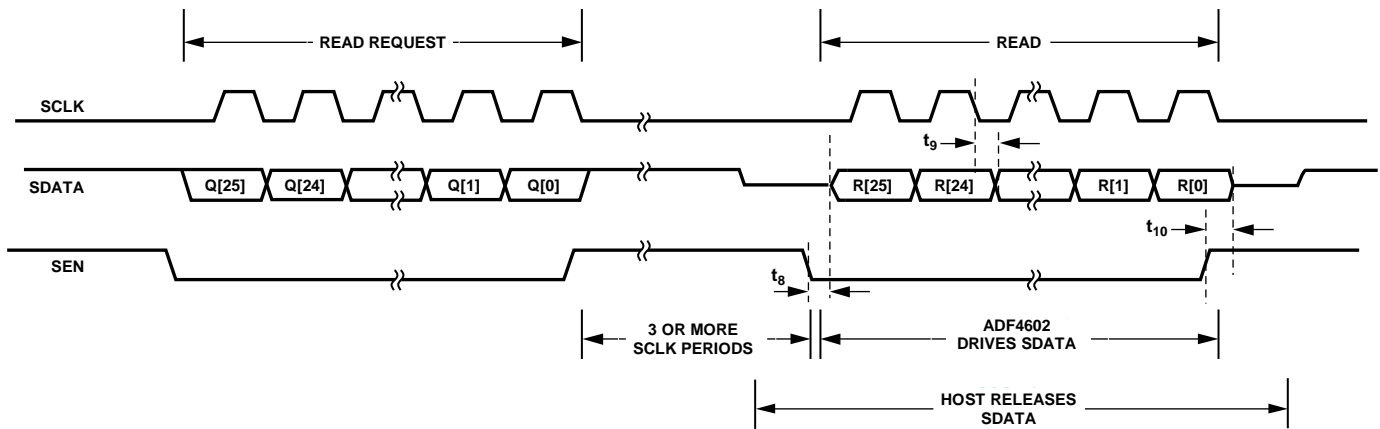 READ REQUEST
READ
SCLK
t9
SDATA
Q[25]
Q[24]
Q[1]
Q[0]
R[25]
R[24]
R[1]
R[0]
t10
SEN
t8
3 OR MORE
SCLK PERIODS
ADF4602
DRIVES SDATA
HOST RELEASES
SDATA